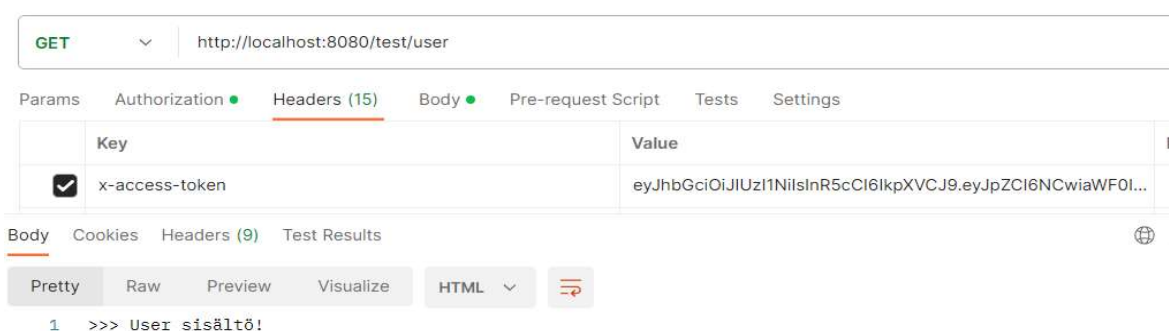 GET http://localhost:8080/test/user
Params Authorization Headers (15) Body Pre-request Script Tests Settings
Key Value
x-access-token eyJhbGciOiJIUzI1NiIsInR5cCI6IkpXVCJ9.eyJpZCI6NCwiaWF0I...
Body Cookies Headers (9) Test Results
Pretty Raw Preview Visualize HTML
1 >>> User sisältö!